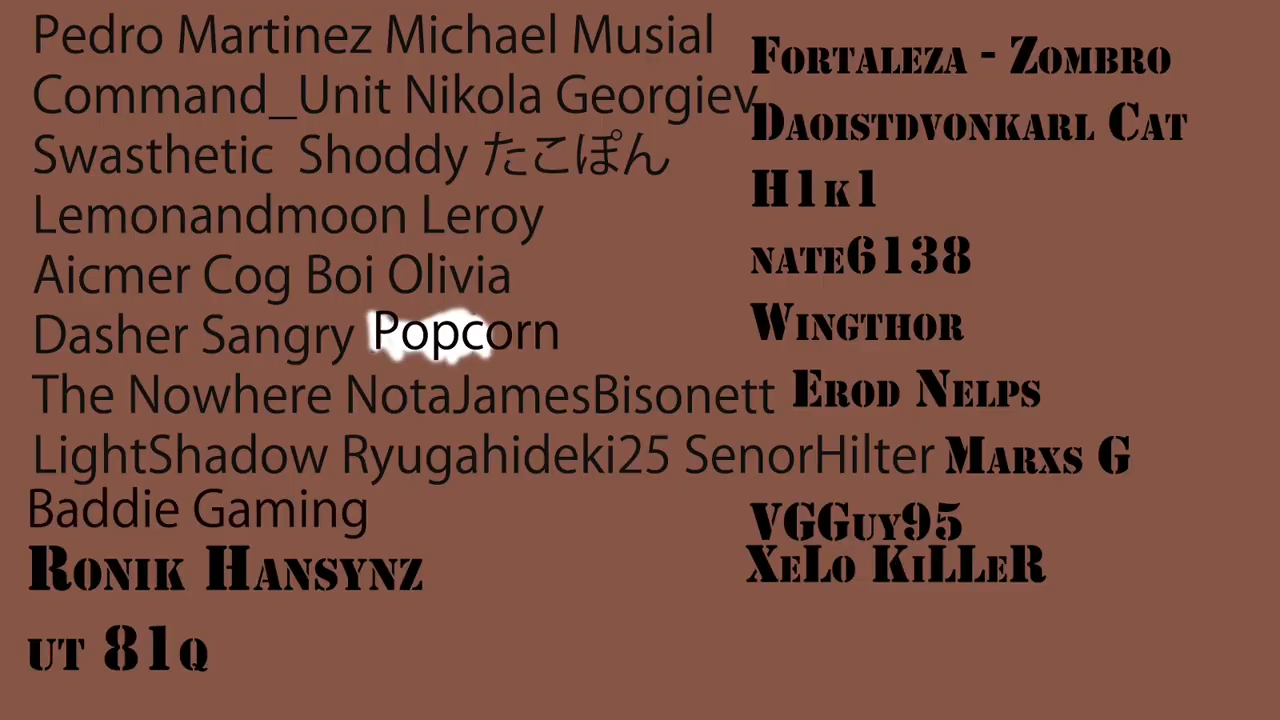 Pedro Martinez Michael Musial
Command_Unit Nikola Georgiev
Swasthetic  Shoddy たこぽん
Lemonandmoon Leroy
Aicmer Cog Boi Olivia
Dasher Sangry Popcorn
The Nowhere NotaJamesBisonett
LightShadow Ryugahideki25 SenorHilter
Baddie Gaming
Ronik Hansynz
ut 81q
Fortaleza - Zombro
Daoistdvonkarl Cat
H1k1
nate6138
Wingthor
Erod Nelps
Marxs G
VGGuy95
XeLo KiLLeR